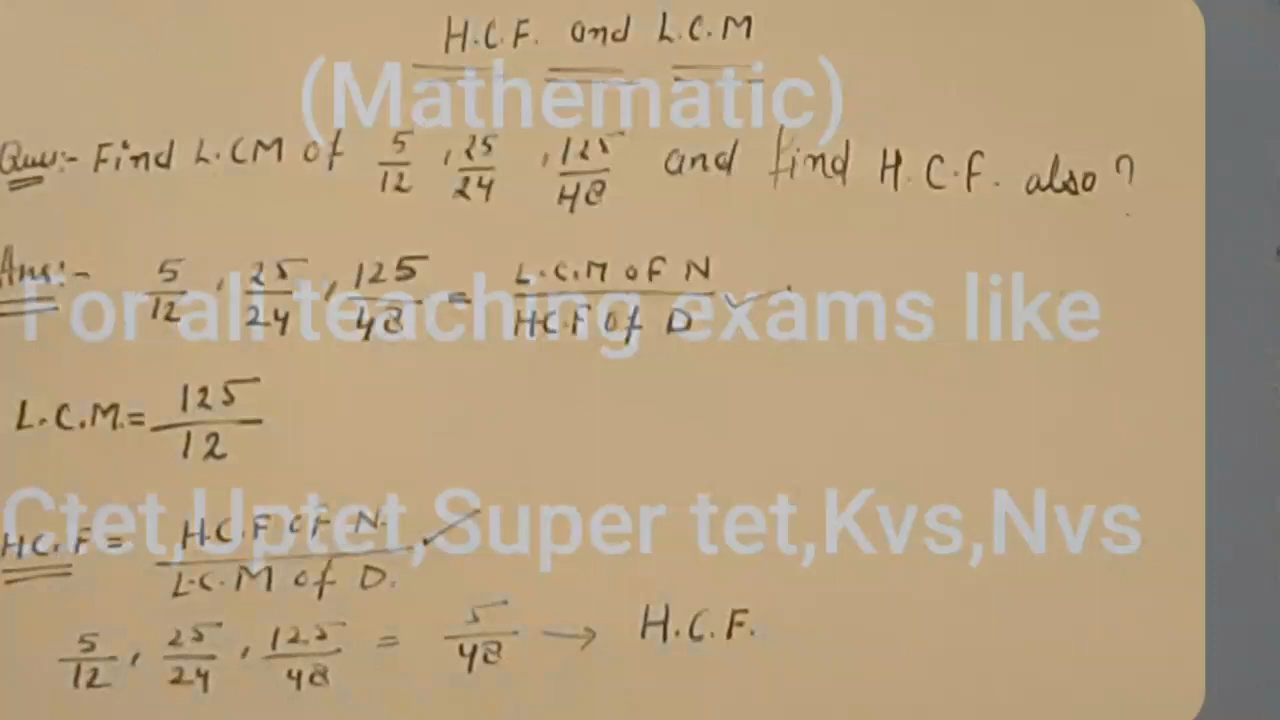 H.C.F. and L.C.M
(Mathematic)
Que:- Find L.CM of 5/12, 25/24, 125/48 and find H.C.F. also?
Ans:- 5/12, 25/24, 125/48 = L.C.M of N / HC.F of D ✓
For all teaching exams like
L.C.M.= 125/12
Ctet,Uptet,Super tet,Kvs,Nvs
HC.F = H.C.F of N. / L.C.M of D. ✓
5/12, 25/24, 125/48 = 5/48 → H.C.F.